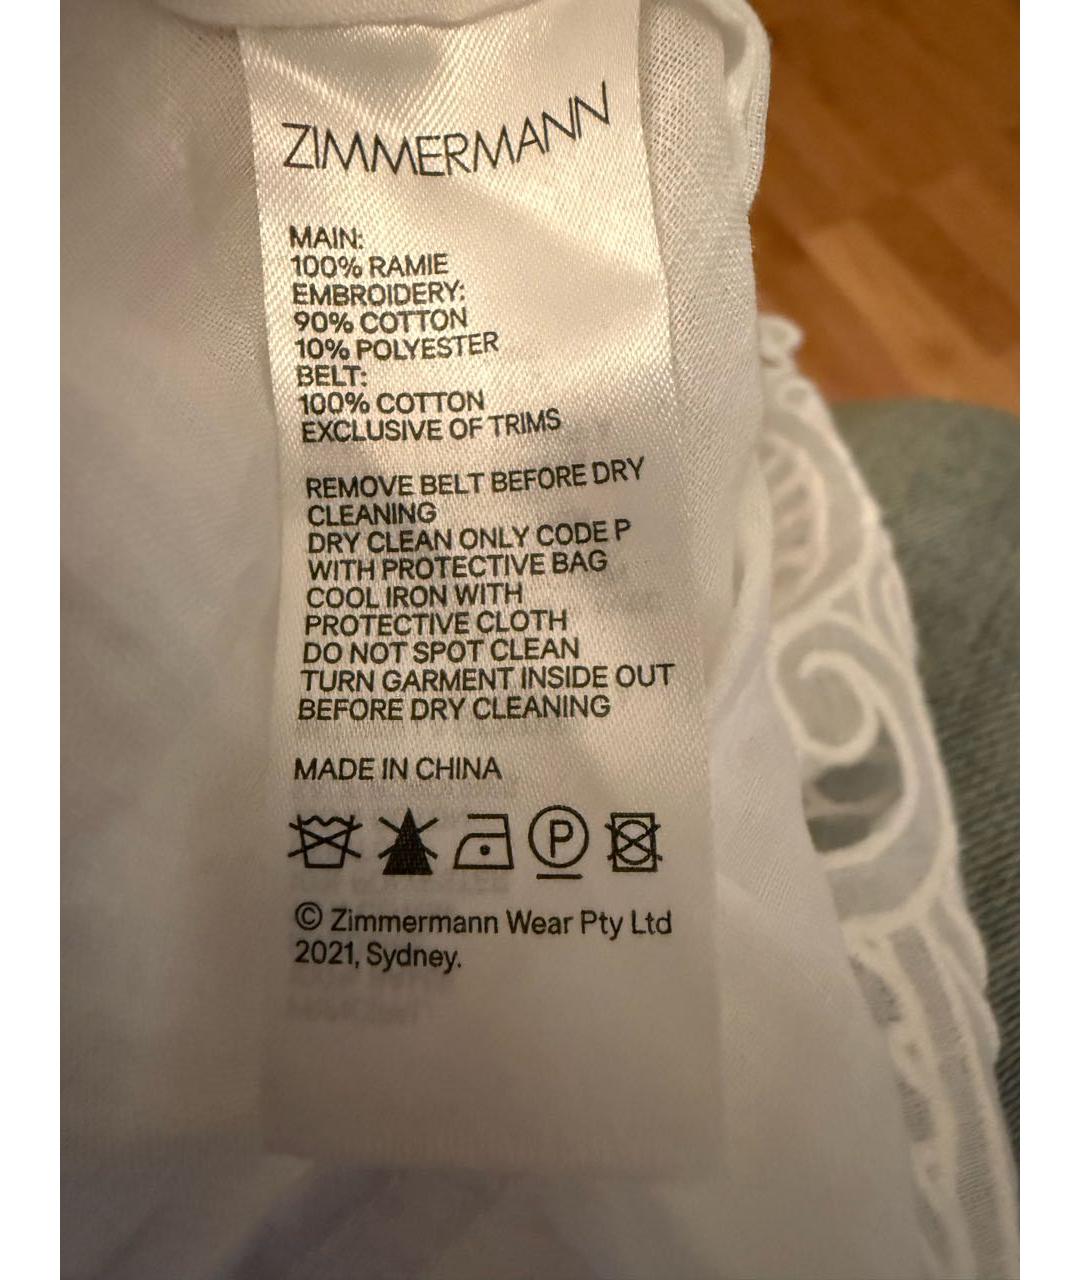 ZIMMERMANN
MAIN:
100% RAMIE
EMBROIDERY:
90% COTTON
10% POLYESTER
BELT:
100% COTTON
EXCLUSIVE OF TRIMS
REMOVE BELT BEFORE DRY
CLEANING
DRY CLEAN ONLY CODE P
WITH PROTECTIVE BAG
COOL IRON WITH
PROTECTIVE CLOTH
DO NOT SPOT CLEAN
TURN GARMENT INSIDE OUT
BEFORE DRY CLEANING
MADE IN CHINA
P
© Zimmermann Wear Pty Ltd
2021, Sydney.